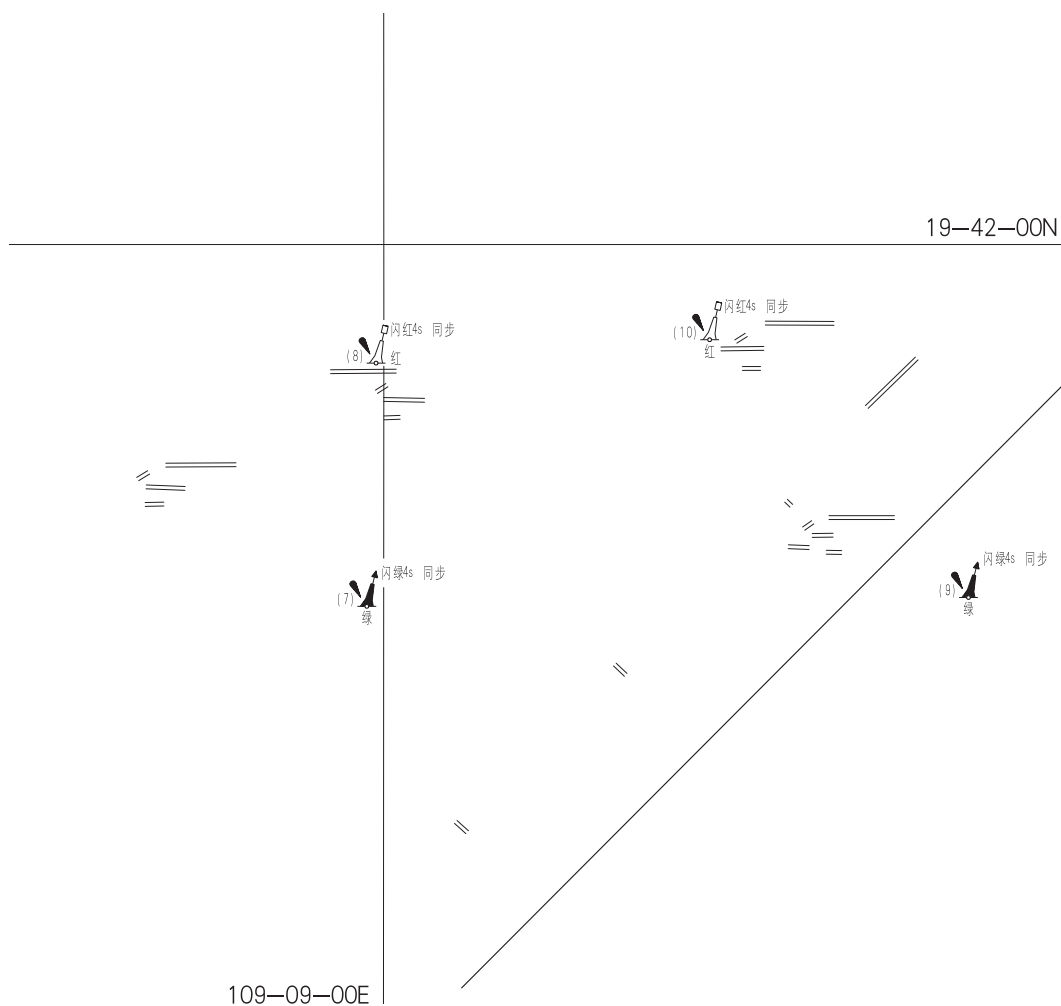 19—42—00N
闪红4s 同步
(10)
红
闪红4s 同步
(8)
红
闪绿4s 同步
(9)
绿
闪绿4s 同步
(7)
绿
109—09—00E